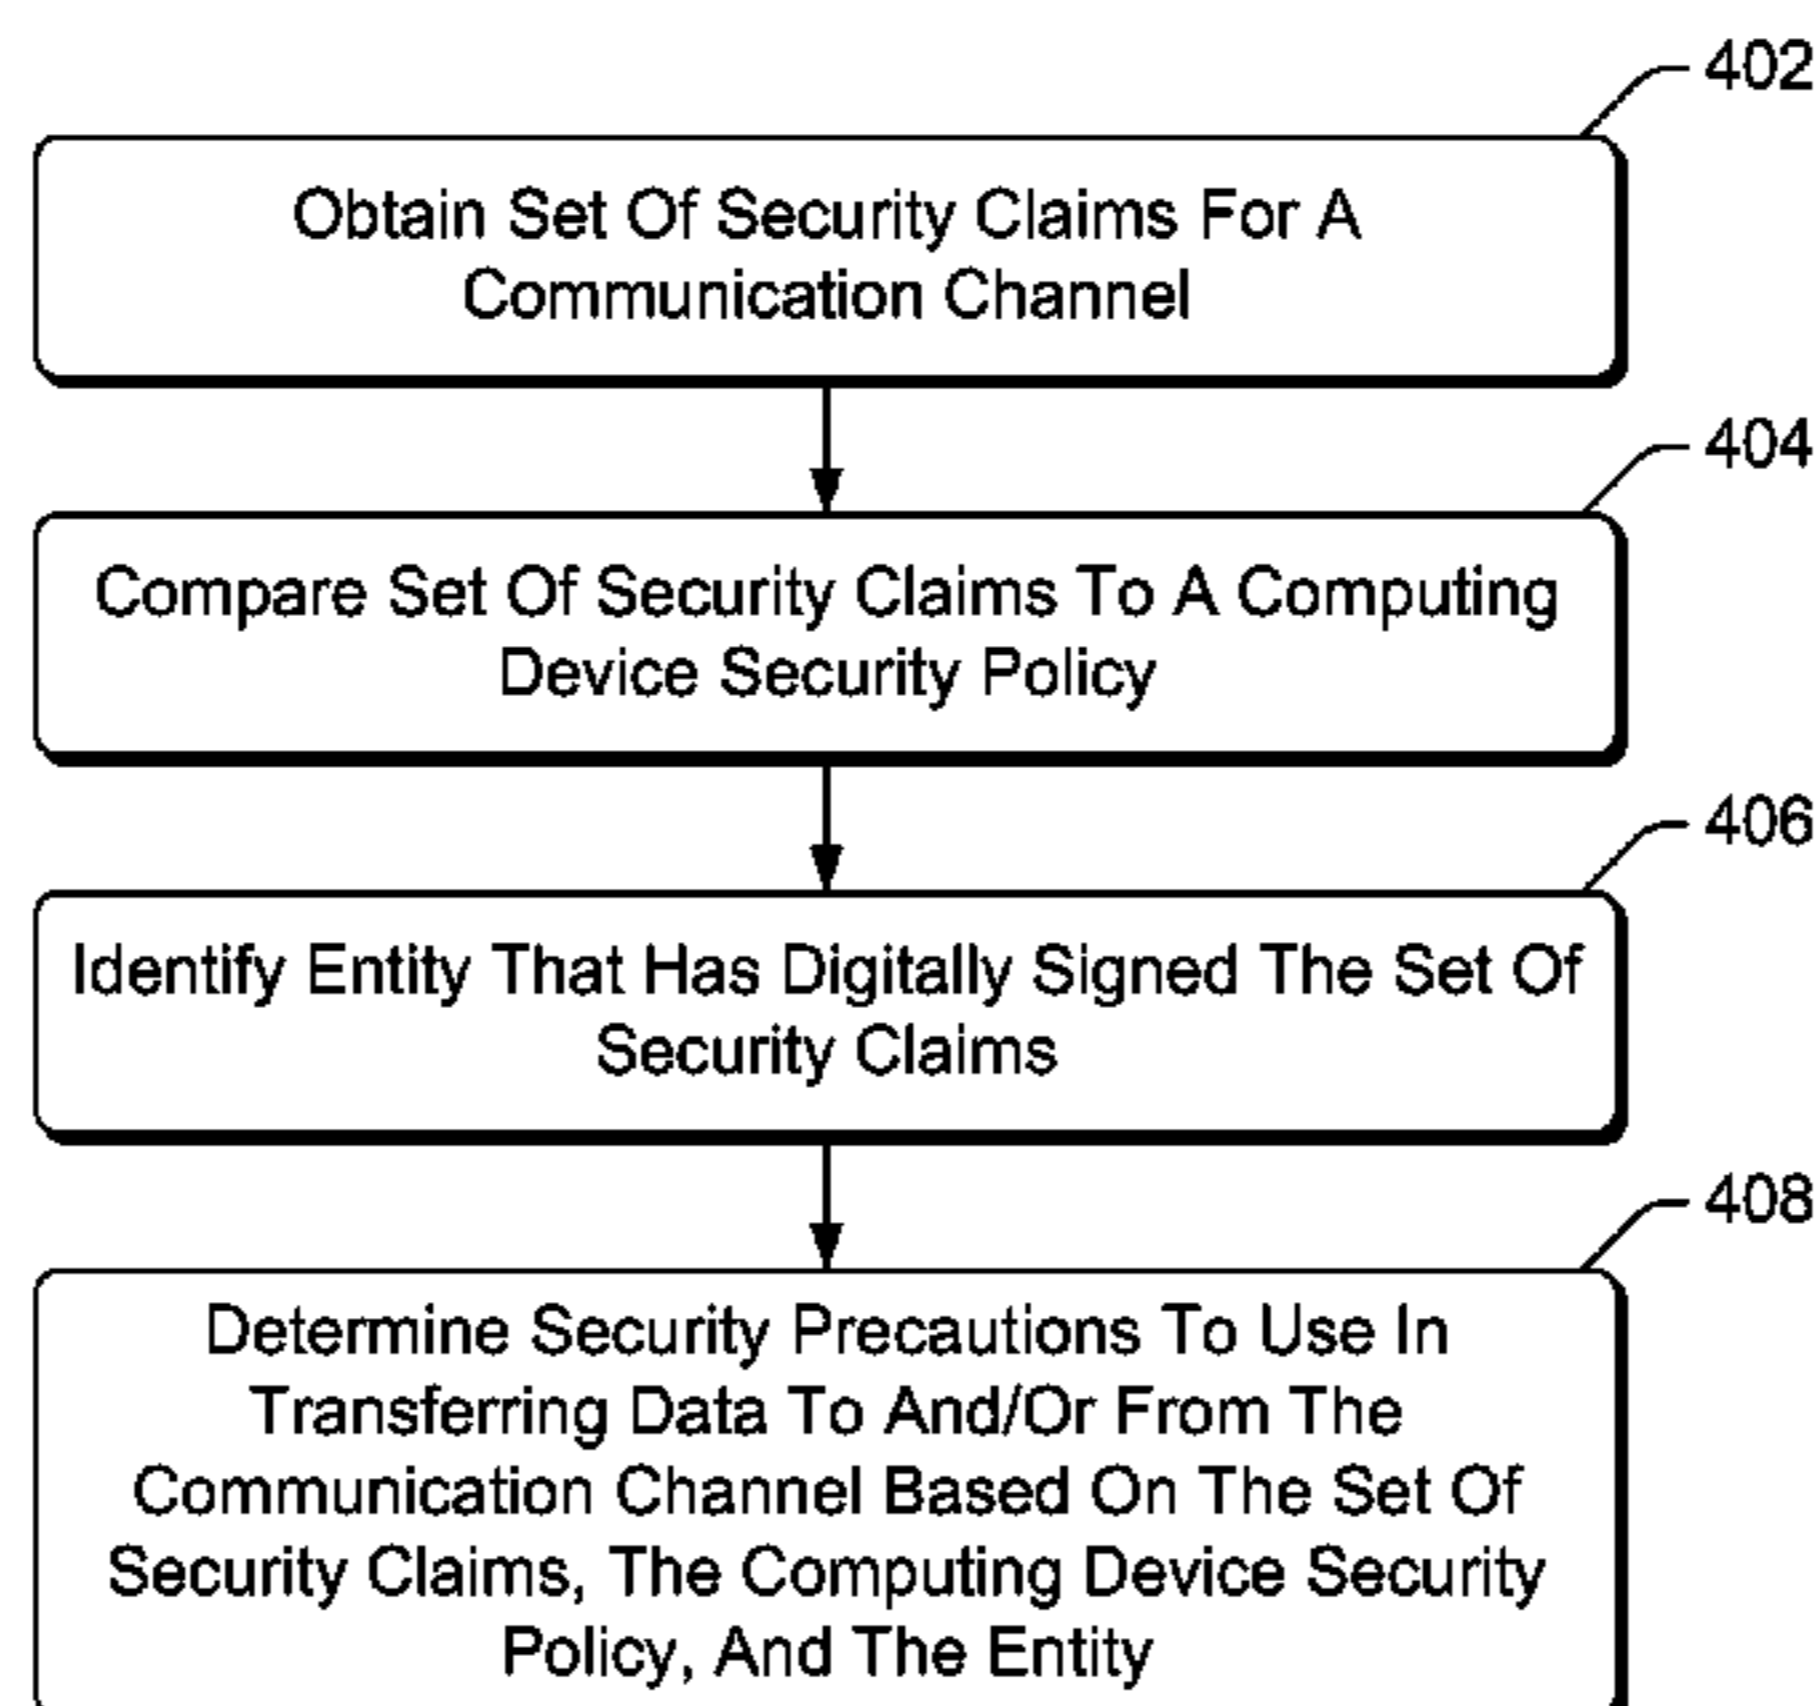 402
Obtain Set Of Security Claims For A
Communication Channel
404
Compare Set Of Security Claims To A Computing
Device Security Policy
406
Identify Entity That Has Digitally Signed The Set Of
Security Claims
408
Determine Security Precautions To Use In
Transferring Data To And/Or From The
Communication Channel Based On The Set Of
Security Claims, The Computing Device Security
Policy, And The Entity